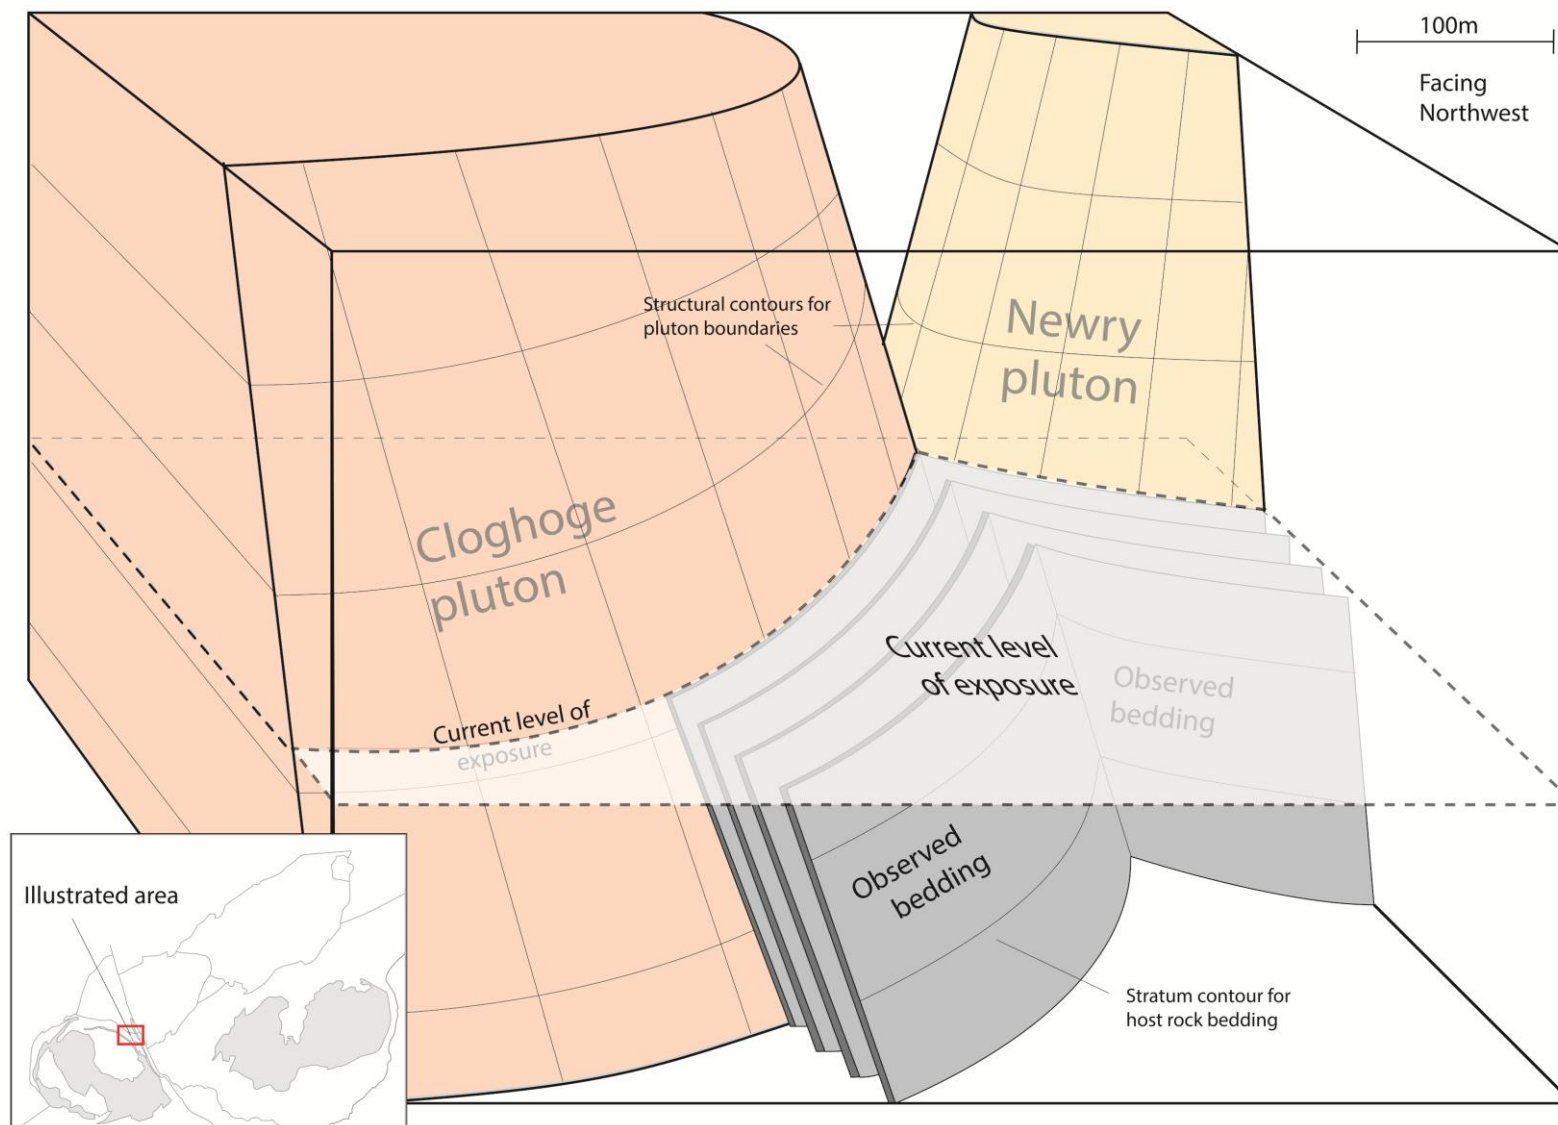 100m
Facing
Northwest
Structural contours for
pluton boundaries
Newry
pluton
Cloghoge
pluton
Current level of
exposure
Current level
of exposure
Observed
bedding
Observed
bedding
Stratum contour for
host rock bedding
Illustrated area